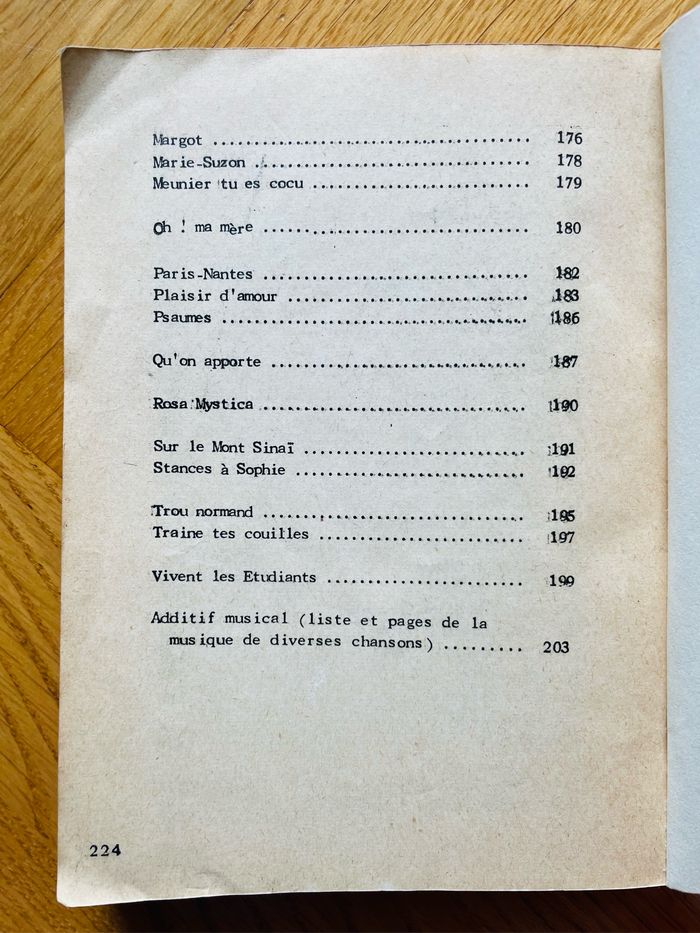 Margot ........................................ 176
Marie-Suzon ................................... 178
Meunier tu es cocu ............................ 179
Oh ! ma mère .................................. 180
Paris-Nantes .................................. 182
Plaisir d'amour ............................... 183
Psaumes ....................................... 186
Qu'on apporte ................................. 187
Rosa Mystica .................................. 190
Sur le Mont Sinaï ............................. 191
Stances à Sophie .............................. 192
Trou normand .................................. 195
Traine tes couilles ........................... 197
Vivent les Etudiants .......................... 199
Additif musical (liste et pages de la
musique de diverses chansons) ......... 203
224